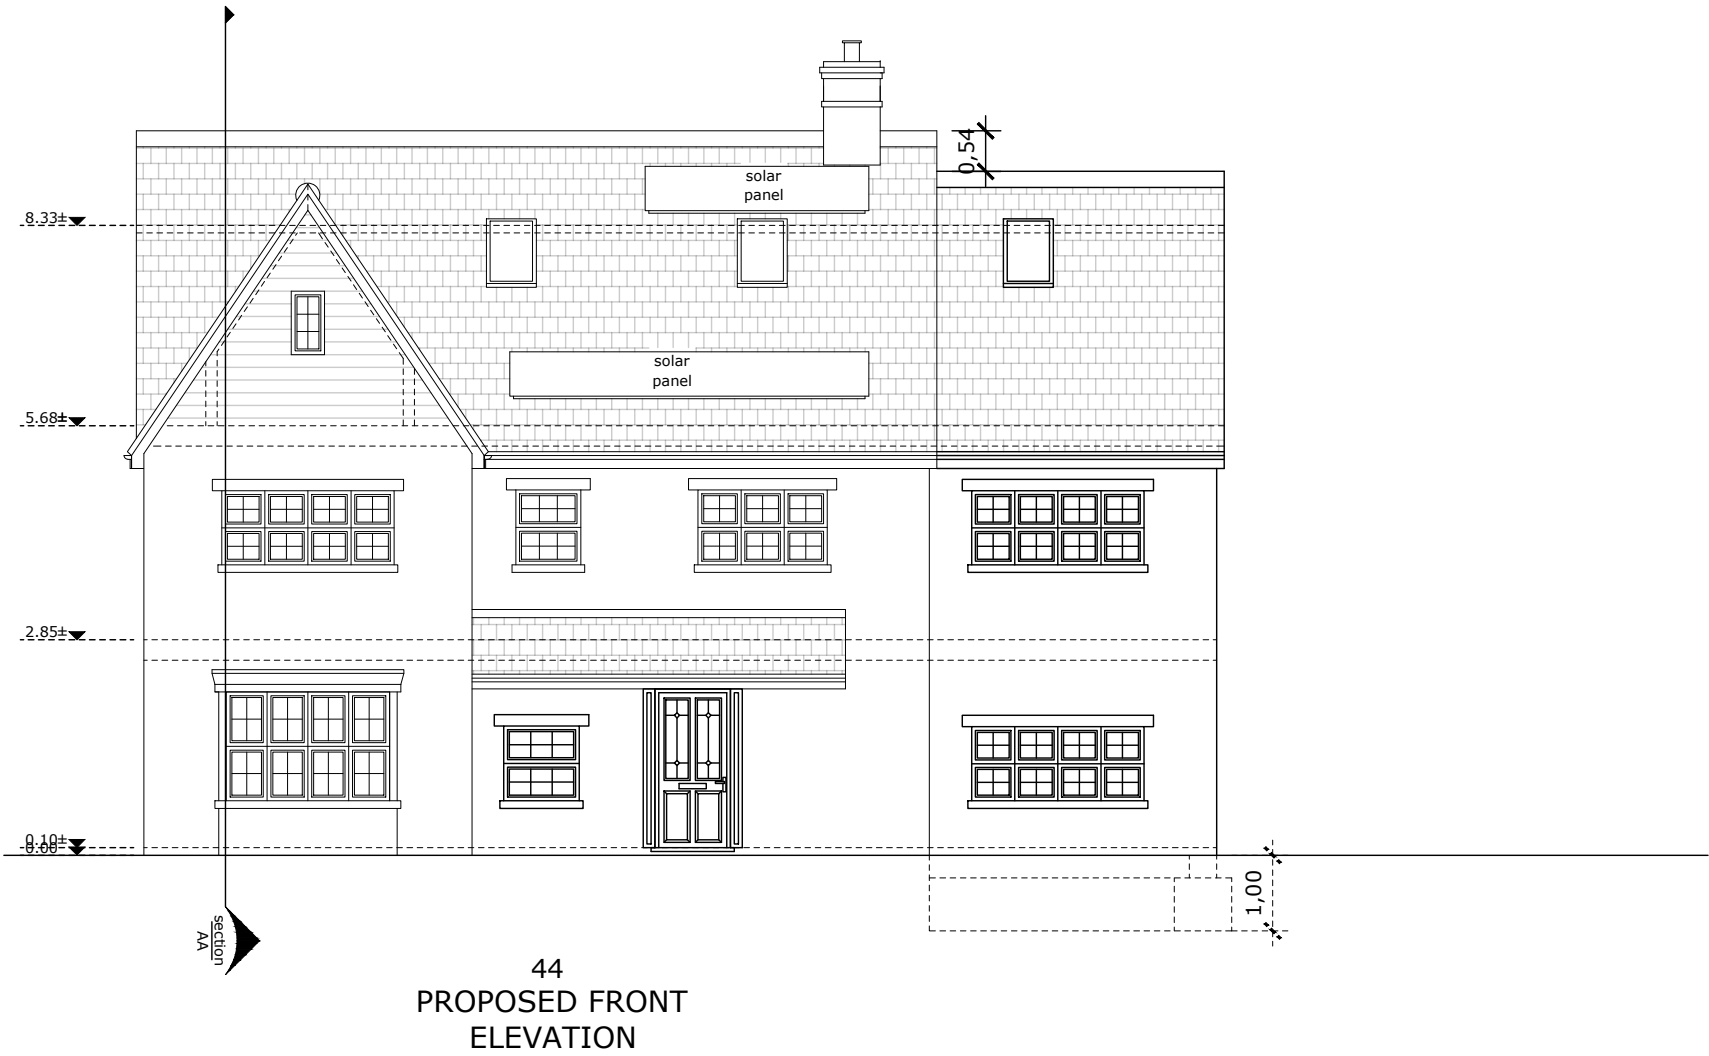 0,54
solar
panel
8.33±
solar
panel
5.68±
2.85±
0.10±
0.00
1,00
section
AA
44
PROPOSED FRONT
ELEVATION